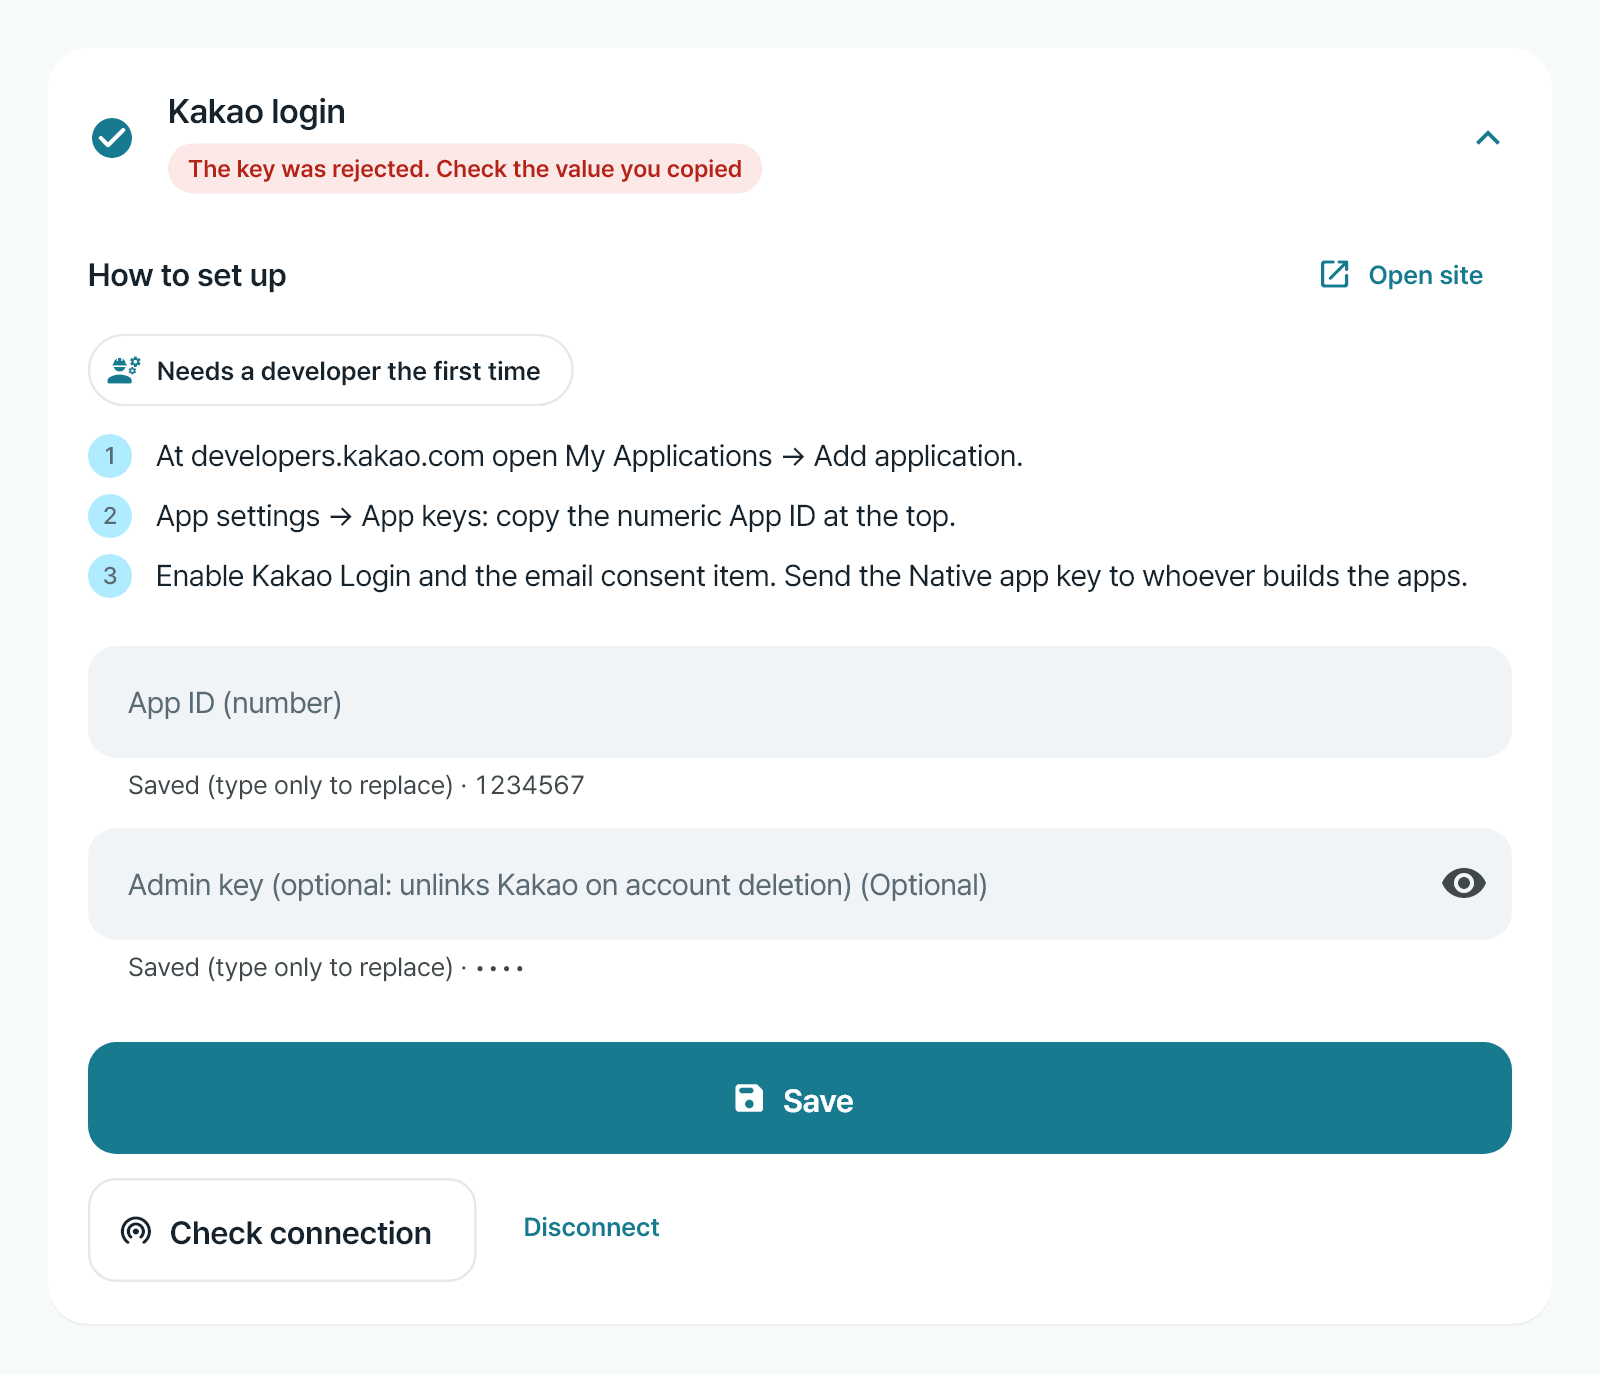 Kakao login
The key was rejected. Check the value you copied
How to set up
Open site
Needs a developer the first time
1 At developers.kakao.com open My Applications → Add application.
2 App settings → App keys: copy the numeric App ID at the top.
3 Enable Kakao Login and the email consent item. Send the Native app key to whoever builds the apps.
App ID (number)
Saved (type only to replace) · 1234567
Admin key (optional: unlinks Kakao on account deletion) (Optional)
Saved (type only to replace) · ••••
Save
Check connection
Disconnect